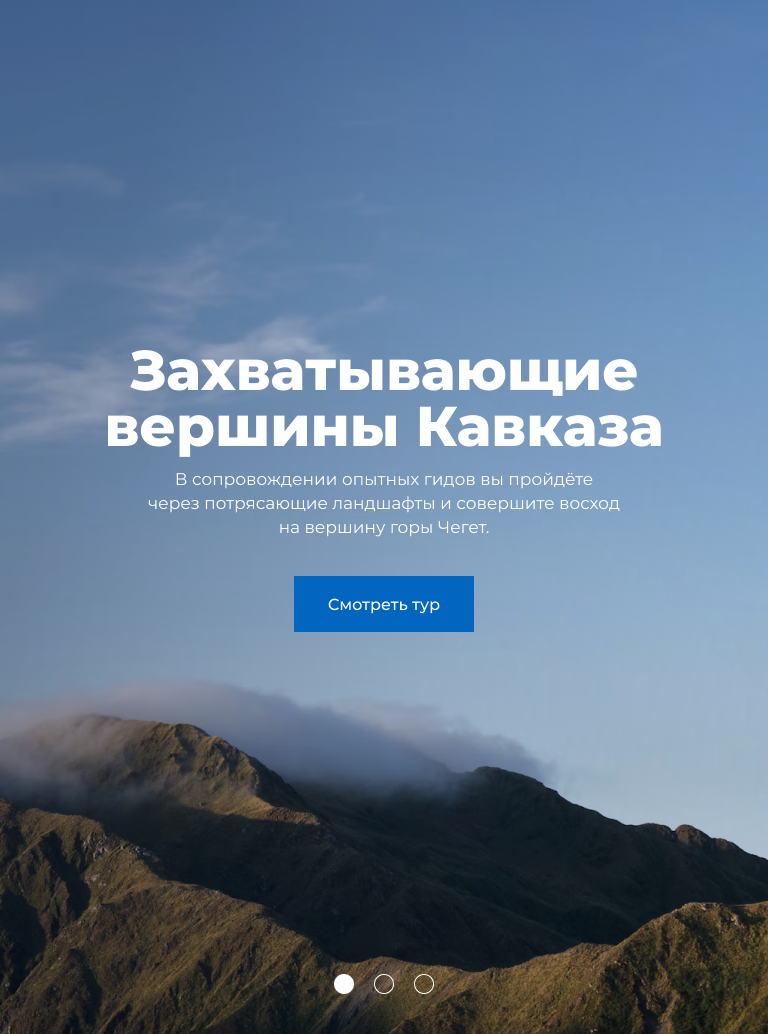 Захватывающие
вершины Кавказа
В сопровождении опытных гидов вы пройдёте
через потрясающие ландшафты и совершите восход
на вершину горы Чегет.
Смотреть тур